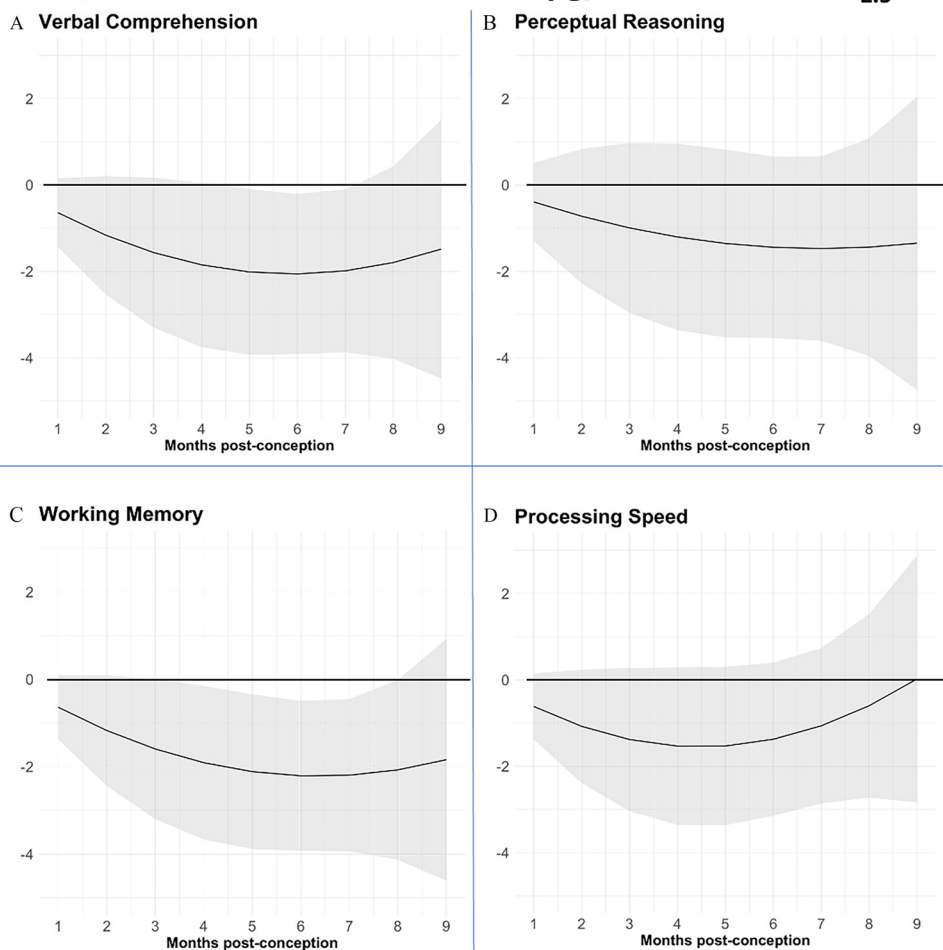 A Verbal Comprehension
2
0
-2
-4
1 2 3 4 5 6 7 8 9
Months post-conception
B Perceptual Reasoning
2
0
-2
-4
1 2 3 4 5 6 7 8 9
Months post-conception
C Working Memory
2
0
-2
-4
1 2 3 4 5 6 7 8 9
Months post-conception
D Processing Speed
2
0
-2
-4
1 2 3 4 5 6 7 8 9
Months post-conception